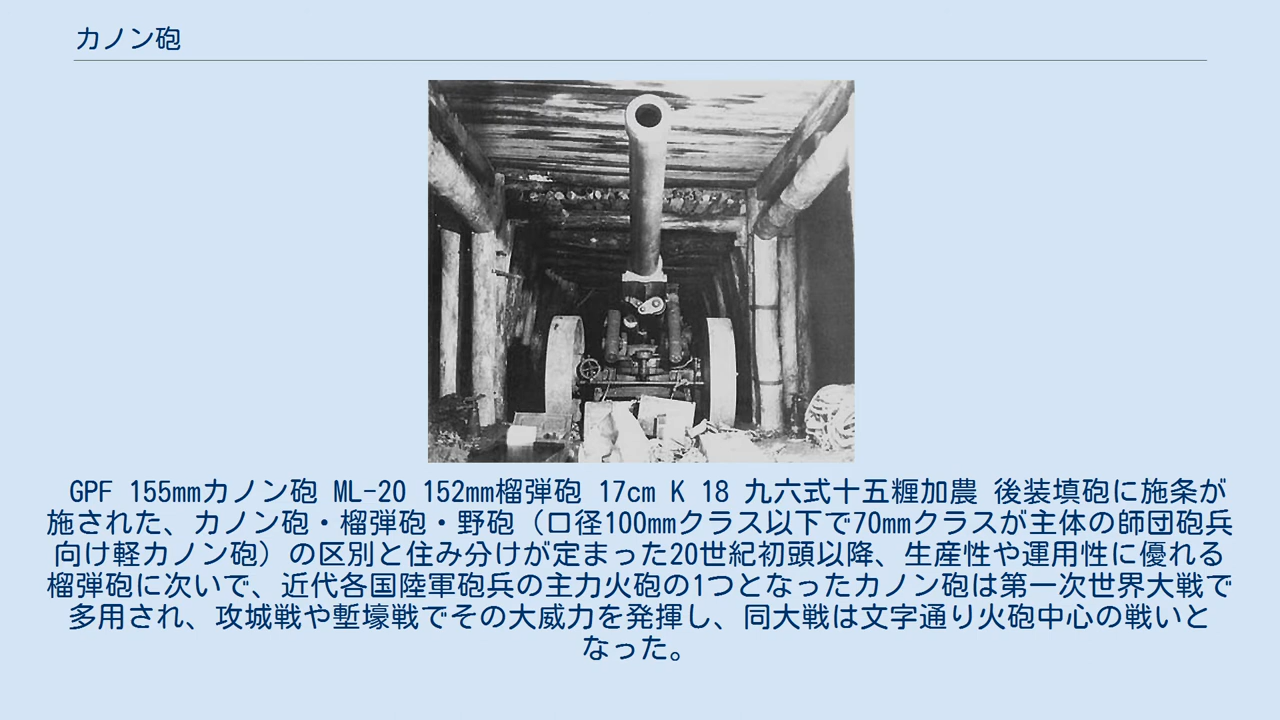 カノン砲
GPF 155mmカノン砲 ML-20 152mm榴弾砲 17cm K 18 九六式十五糎加農 後装填砲に施条が
施された、カノン砲・榴弾砲・野砲（口径100mmクラス以下で70mmクラスが主体の師団砲兵
向け軽カノン砲）の区別と住み分けが定まった20世紀初頭以降、生産性や運用性に優れる
榴弾砲に次いで、近代各国陸軍砲兵の主力火砲の1つとなったカノン砲は第一次世界大戦で
多用され、攻城戦や塹壕戦でその大威力を発揮し、同大戦は文字通り火砲中心の戦いと
なった。